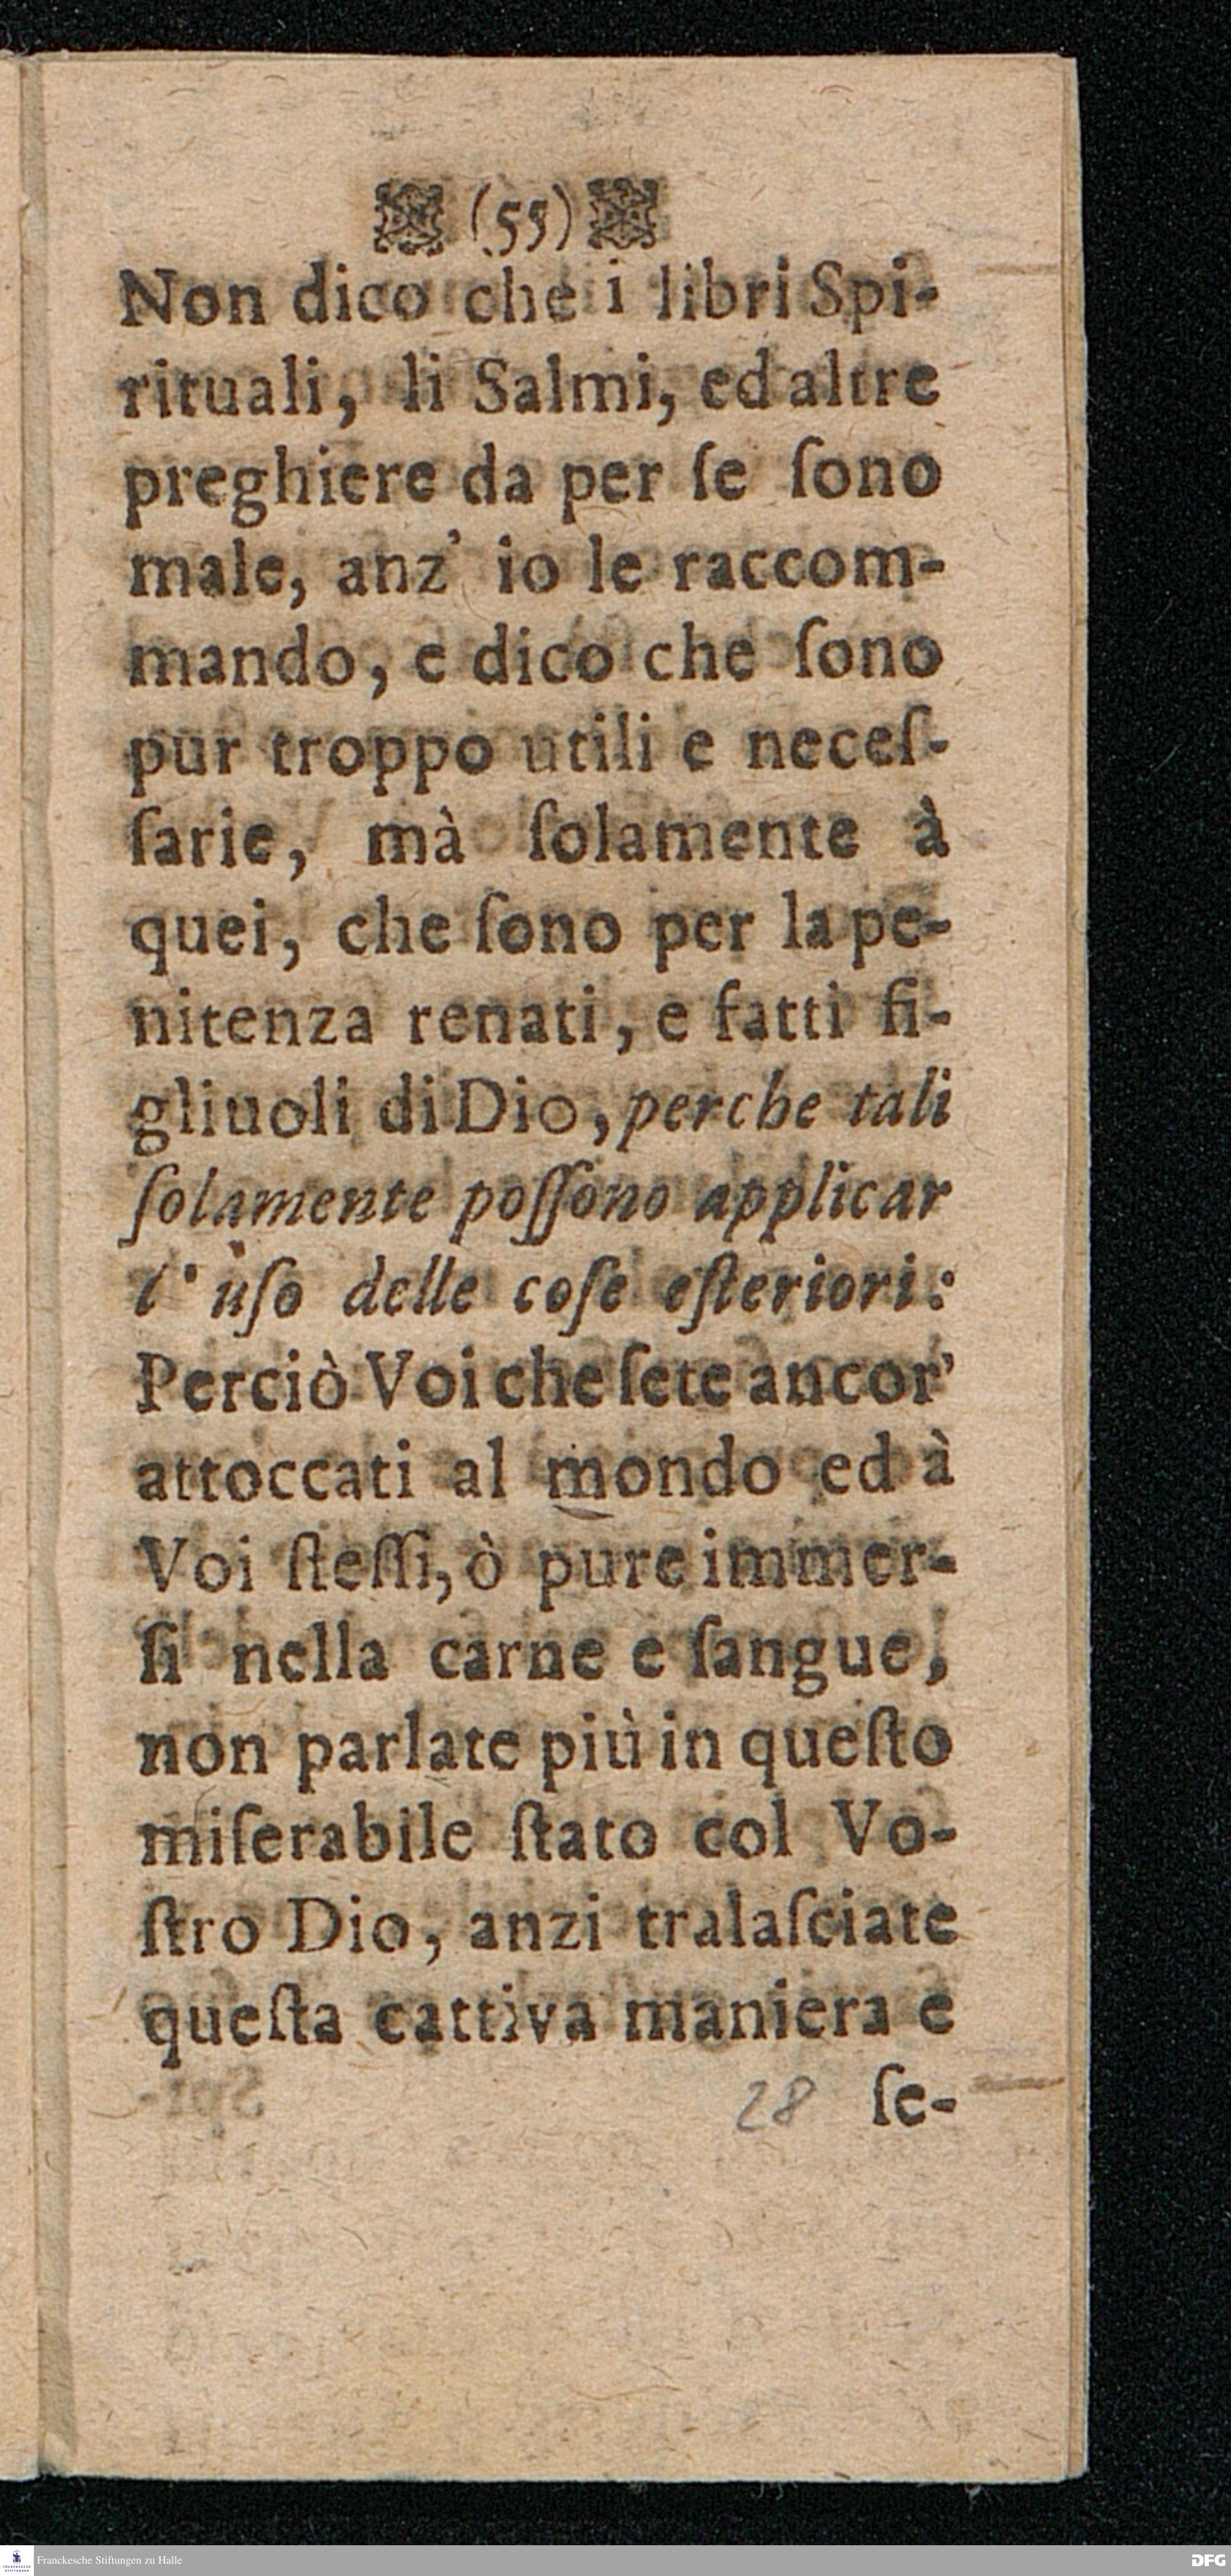 (55)
Non dico che i libri Spi-
rituali, li Salmi, ed altre
preghiere da per ſe ſono
male, anz' io le raccom-
mando, e dico che ſono
pur troppo utili e neceſ-
ſarie, mà ſolamente à
quei, che ſono per la pe-
nitenza renati, e fatti fi-
gliuoli di Dio, perche tali
ſolamente poſſono applicar
l'uſo delle coſe eſteriori:
Perciò Voi che ſete ancor'
attoccati al mondo ed à
Voi ſteſſi, ò pure immer-
ſi nella carne e ſangue,
non parlate più in queſto
miſerabile ſtato col Vo-
ſtro Dio, anzi tralaſciate
queſta cattiva maniera e
28 ſe-
Franckesche Stiftungen zu Halle
DFG